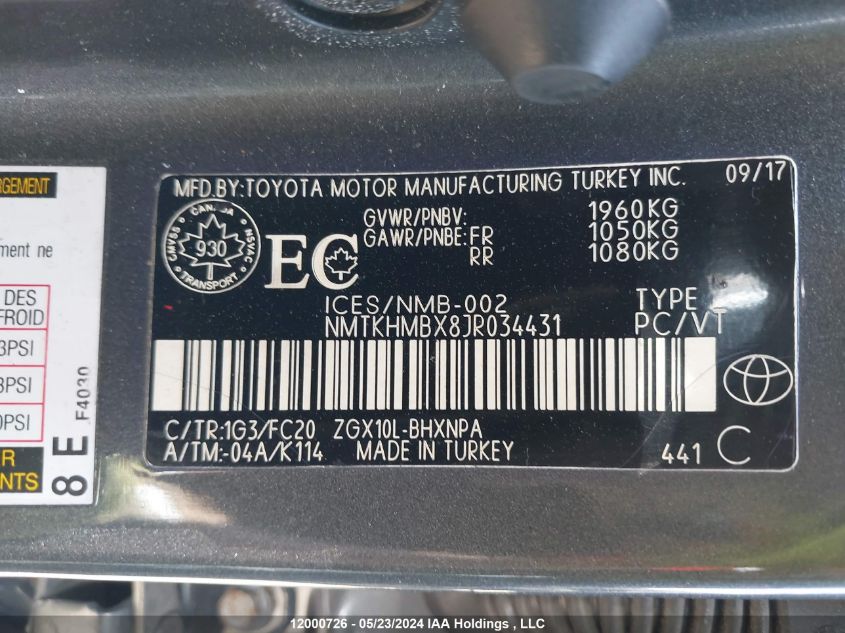 MFD.BY:TOYOTA MOTOR MANUFACTURING TURKEY INC. 09/17
GVWR/PNBV: 1960KG
GAWR/PNBE: FR 1050KG
RR 1080KG
CANADA
CMVSS 930 NSVAC
TRANSPORT
EC
ICES/NMB-002 TYPE
NMTKHMBX8JR034431 PC/VT
C/TR:1G3/FC20 ZGX10L-BHXNPA
A/TM:-04A/K114 MADE IN TURKEY 441 C
RGEMENT
ment ne
DES
FROID
3PSI
3PSI
0PSI
R
NTS
8 E F4030
12000726 - 05/23/2024 IAA Holdings , LLC